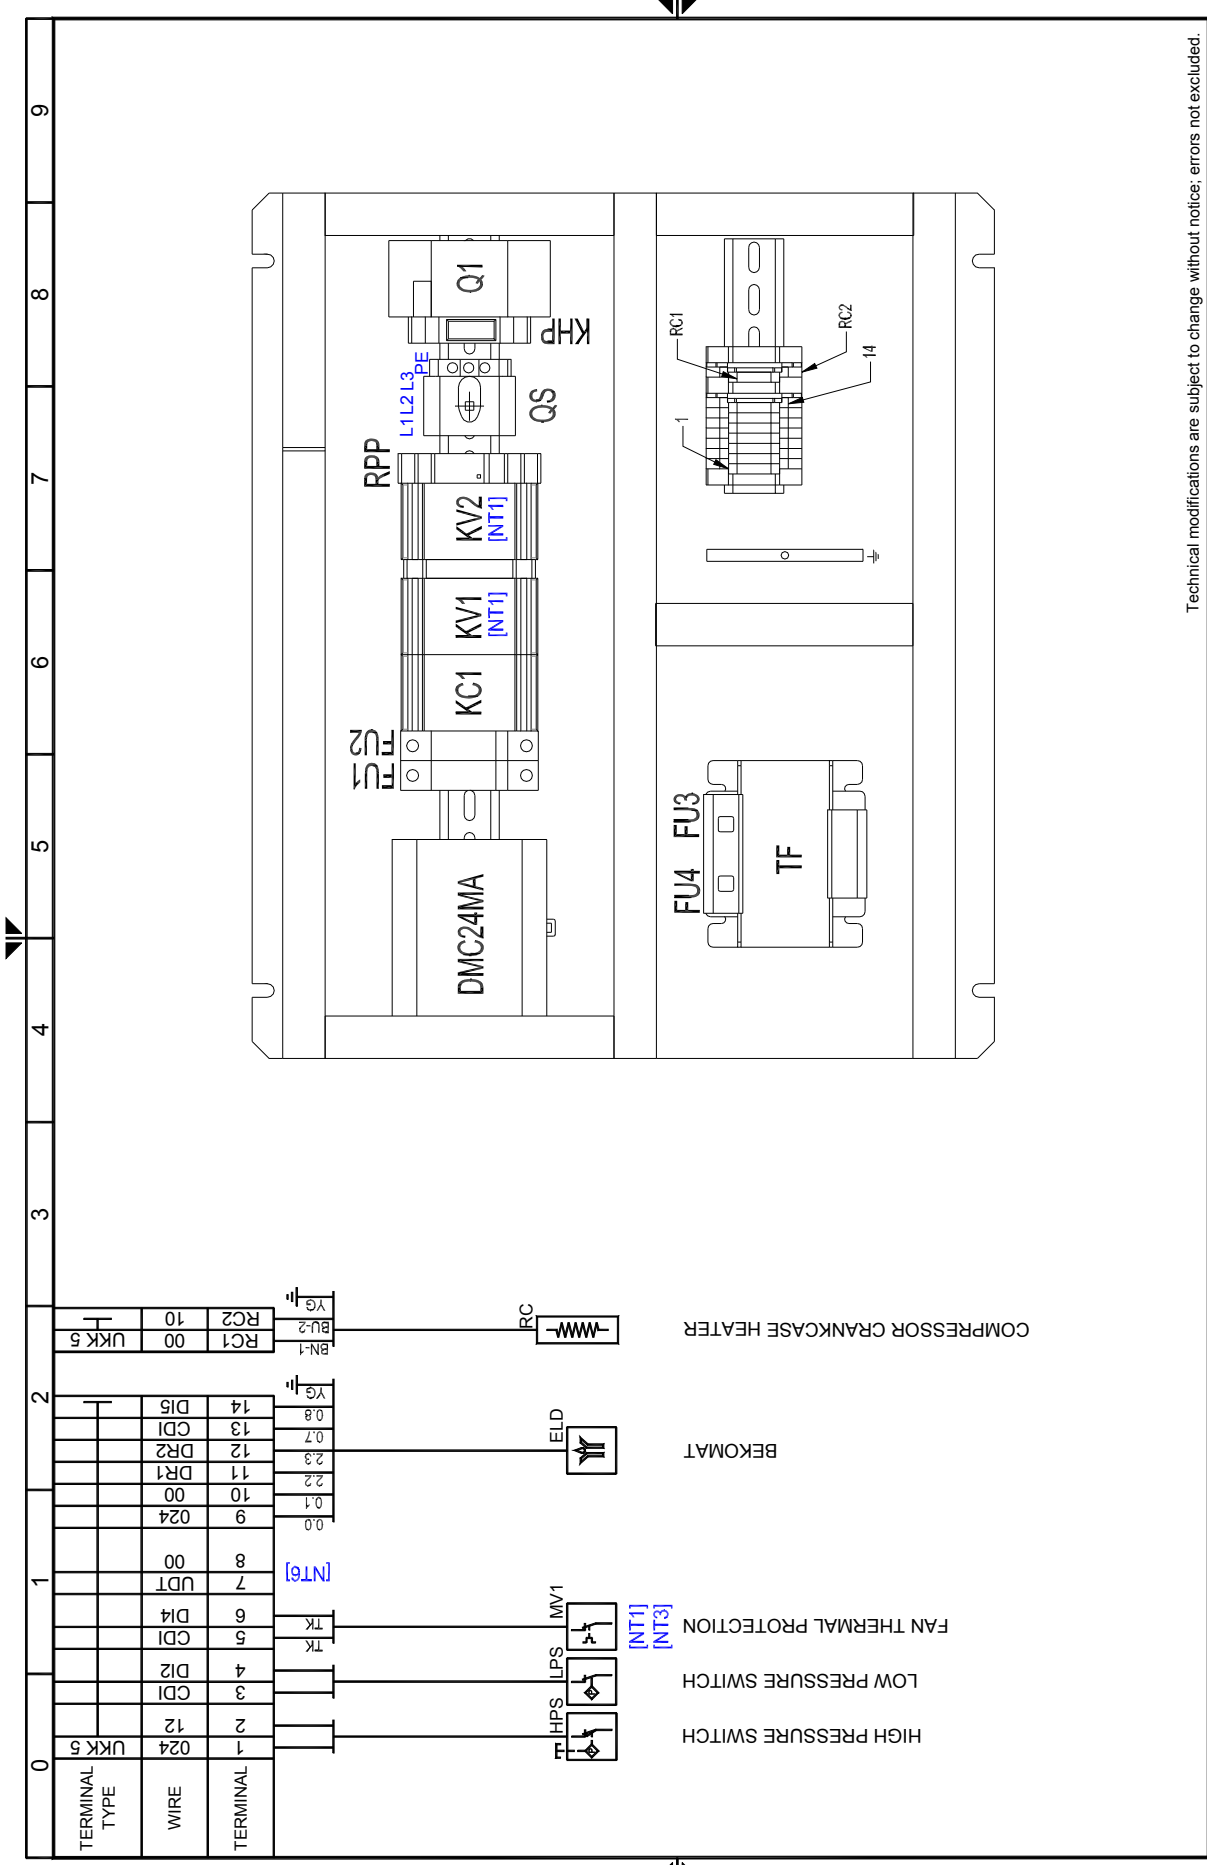 0 1 2 3 4 5 6 7 8 9
TERMINAL
TYPE
UKK 5
UKK 5
WIRE
024
12
CDI
DI2
CDI
DI4
UDT
00
024
00
DR1
DR2
CDI
DI5
00
10
TERMINAL
1
2
3
4
5
6
7
8
9
10
11
12
13
14
RC1
RC2
TK
TK
[NT6]
0.0
0.1
2.2
2.3
0.7
0.8
YG
BN-1
BU-2
YG
HPS
LPS
MV1
ELD
RC
[NT1]
[NT3]
HIGH PRESSURE SWITCH
LOW PRESSURE SWITCH
FAN THERMAL PROTECTION
BEKOMAT
COMPRESSOR CRANKCASE HEATER
DMC24MA
FU1
FU2
KC1
KV1
[NT1]
KV2
[NT1]
RPP
L1 L2 L3
PE
QS
KHP
Q1
FU4
FU3
TF
1
RC1
14
RC2
Technical modifications are subject to change without notice; errors not excluded.